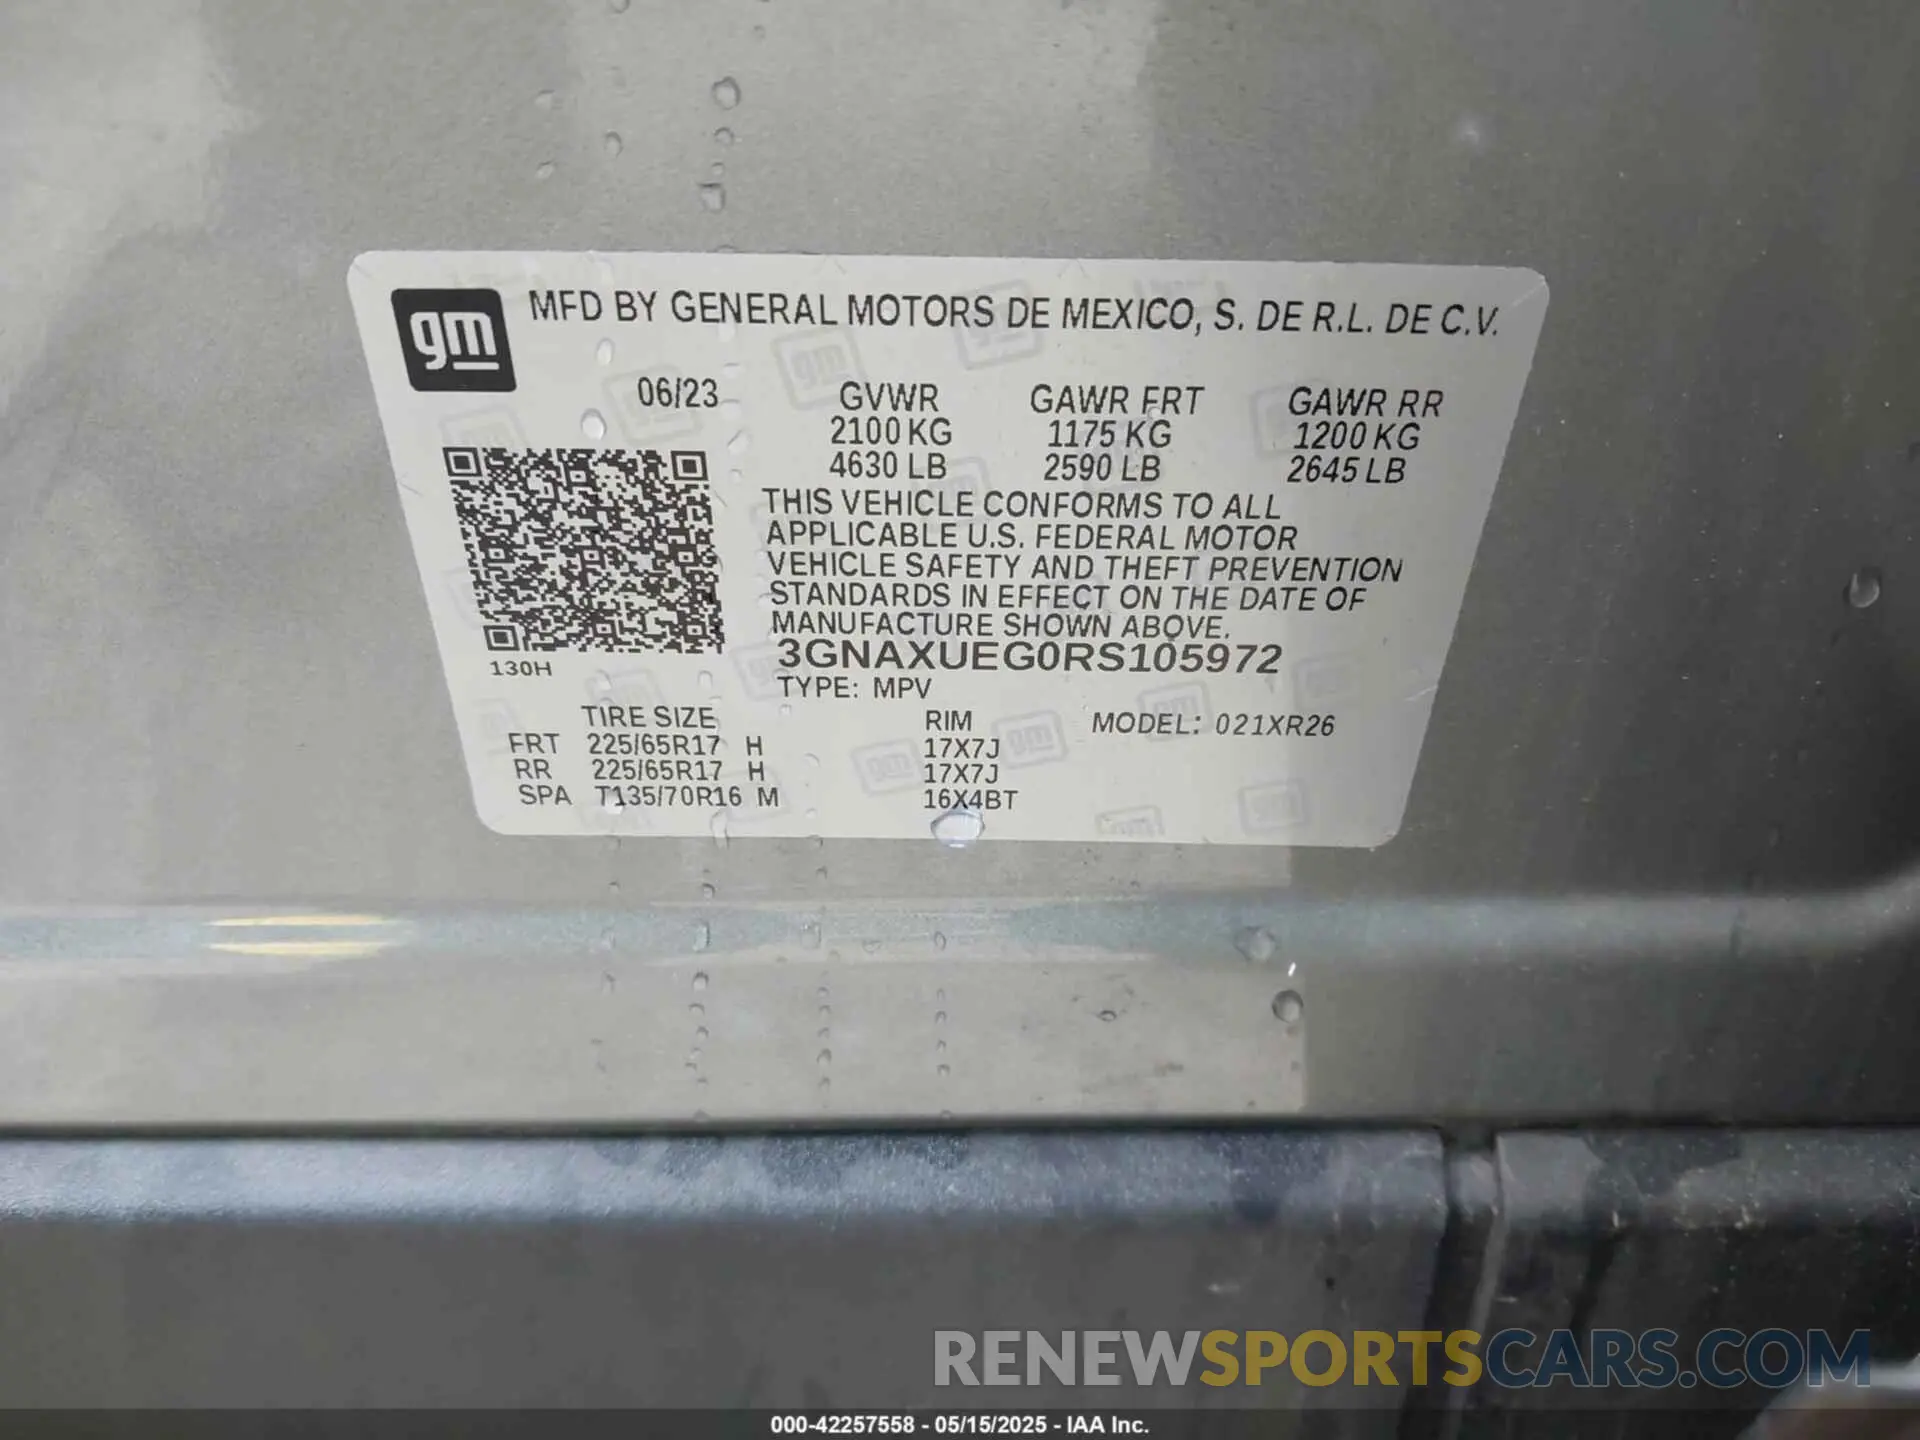 gm
MFD BY GENERAL MOTORS DE MEXICO, S. DE R.L. DE C.V.
06/23 GVWR GAWR FRT GAWR RR
2100 KG 1175 KG 1200 KG
4630 LB 2590 LB 2645 LB
THIS VEHICLE CONFORMS TO ALL
APPLICABLE U.S. FEDERAL MOTOR
VEHICLE SAFETY AND THEFT PREVENTION
STANDARDS IN EFFECT ON THE DATE OF
MANUFACTURE SHOWN ABOVE.
3GNAXUEG0RS105972
130H
TYPE: MPV
TIRE SIZE RIM MODEL: 021XR26
FRT 225/65R17 H 17X7J
RR 225/65R17 H 17X7J
SPA T135/70R16 M 16X4BT
RENEWSPORTSCARS.COM
000-42257558 - 05/15/2025 - IAA Inc.